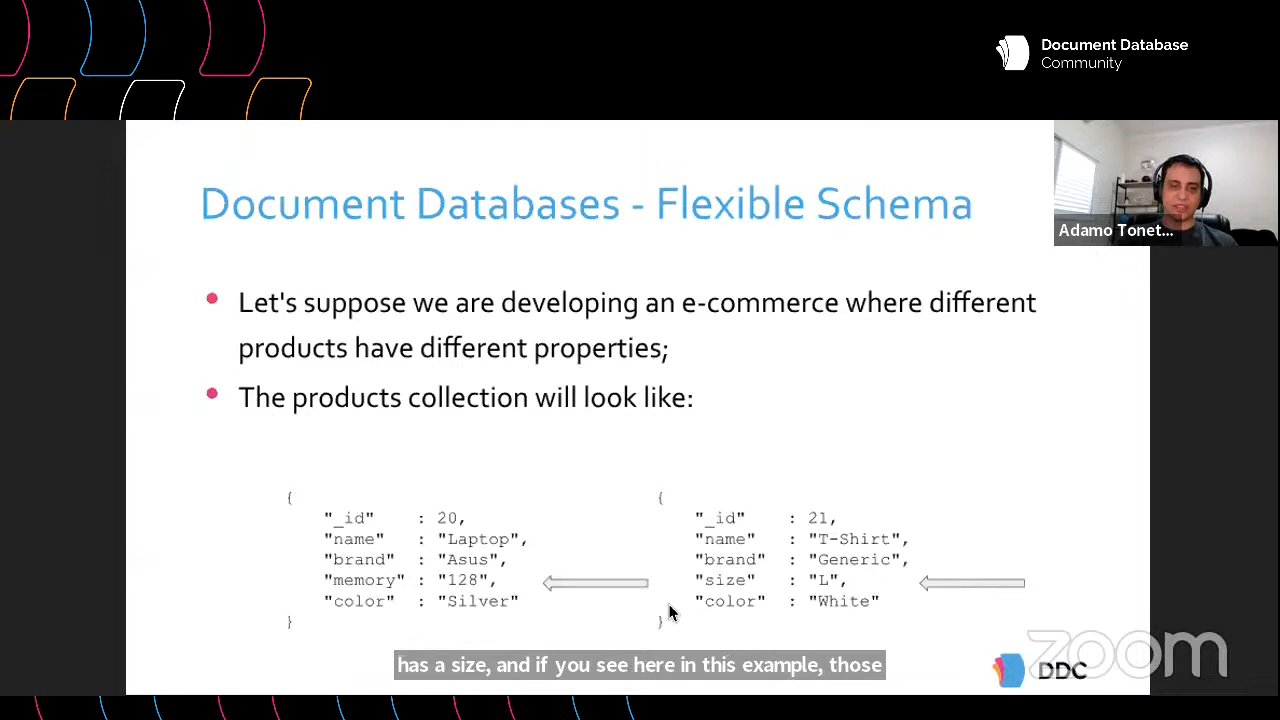 Document Database
Community
Document Databases - Flexible Schema
Adamo Tonet...
• Let's suppose we are developing an e-commerce where different
products have different properties;
• The products collection will look like:
{
"_id" : 20,
"name" : "Laptop",
"brand" : "Asus",
"memory" : "128",
"color" : "Silver"
}
{
"_id" : 21,
"name" : "T-Shirt",
"brand" : "Generic",
"size" : "L",
"color" : "White"
}
has a size, and if you see here in this example, those
zoom
DDC